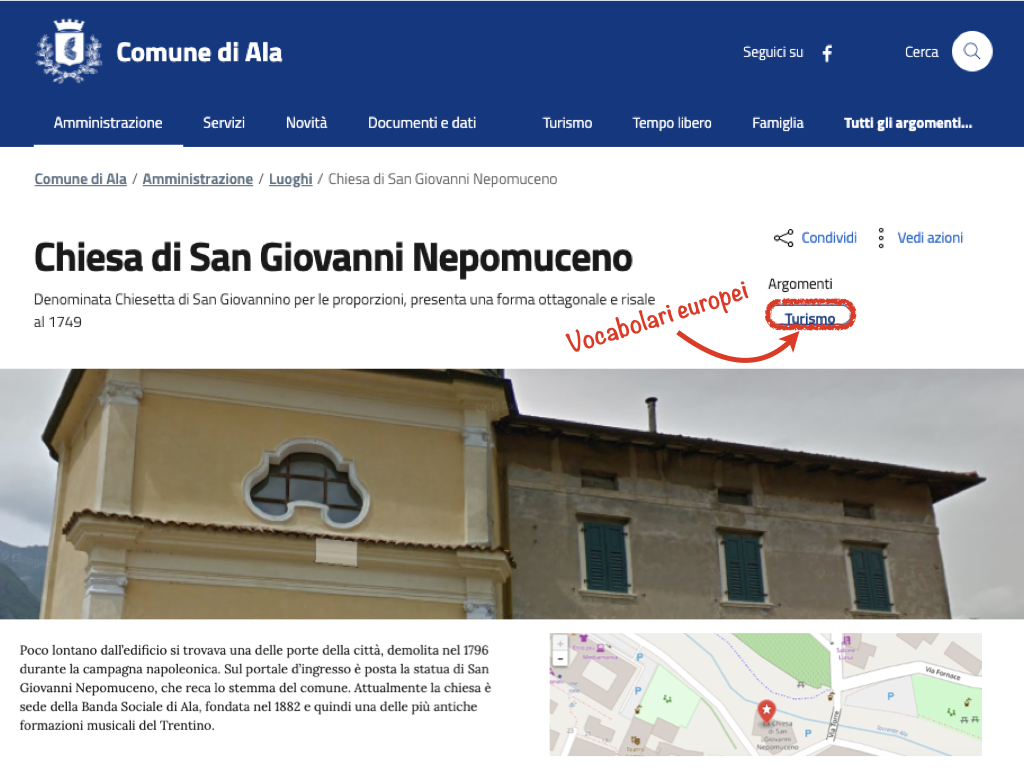 Comune di Ala
Seguici su
Cerca
Amministrazione Servizi Novità Documenti e dati Turismo Tempo libero Famiglia Tutti gli argomenti...
Comune di Ala / Amministrazione / Luoghi / Chiesa di San Giovanni Nepomuceno
Condividi Vedi azioni
Chiesa di San Giovanni Nepomuceno
Denominata Chiesetta di San Giovannino per le proporzioni, presenta una forma ottagonale e risale
al 1749
Argomenti
Turismo
Vocabolari europei
Poco lontano dall'edificio si trovava una delle porte della città, demolita nel 1796
durante la campagna napoleonica. Sul portale d'ingresso è posta la statua di San
Giovanni Nepomuceno, che reca lo stemma del comune. Attualmente la chiesa è
sede della Banda Sociale di Ala, fondata nel 1882 e quindi una delle più antiche
formazioni musicali del Trentino.
+
-
P
P
P
P
Via Fornace
Via Torre
Torrente Ala
La Chiesa
di San
Giovanni
Nepomuceno
Teatro